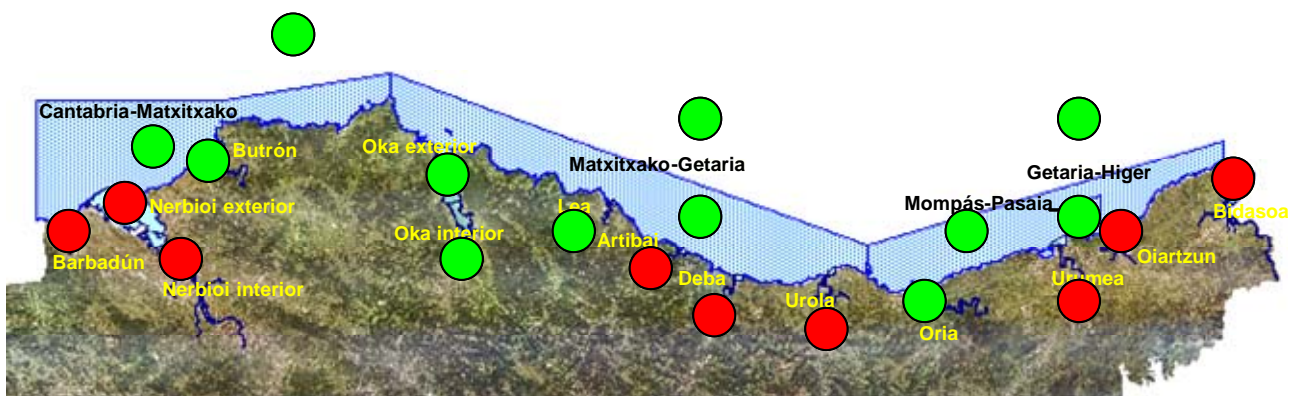 Cantabria-Matxitxako
Butrón
Oka exterior
Matxitxako-Getaria
Getaria-Higer
Nerbioi exterior
Lea
Mompás-Pasaia
Bidasoa
Barbadún
Oka interior
Artibai
Oiartzun
Nerbioi interior
Deba
Urola
Urumea
Oria